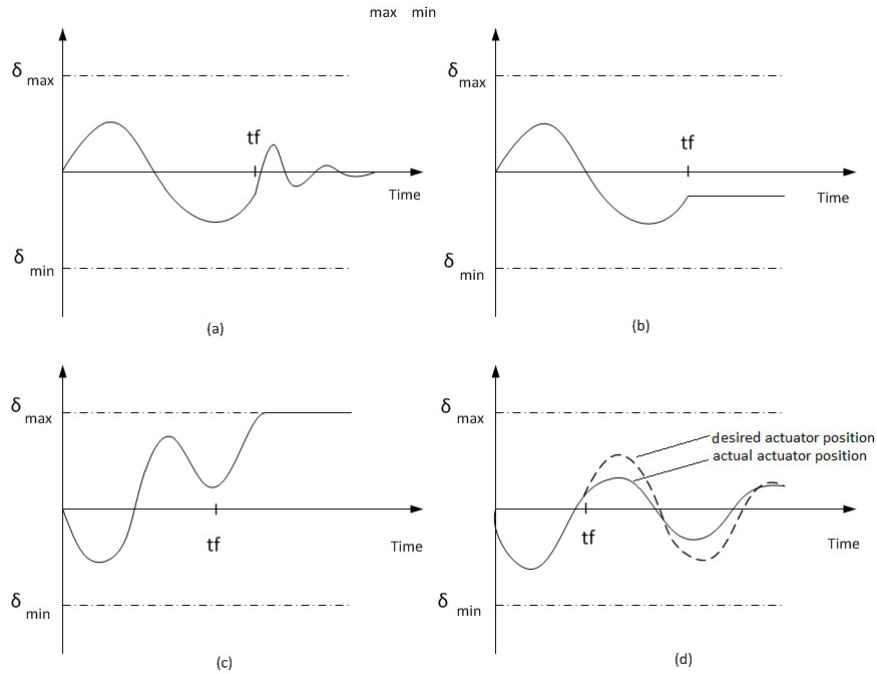 max min
δ max
tf
Time
δ min
(a)
δ max
tf
Time
δ min
(b)
δ max
tf
Time
δ min
(c)
δ max
desired actuator position
actual actuator position
tf
Time
δ min
(d)